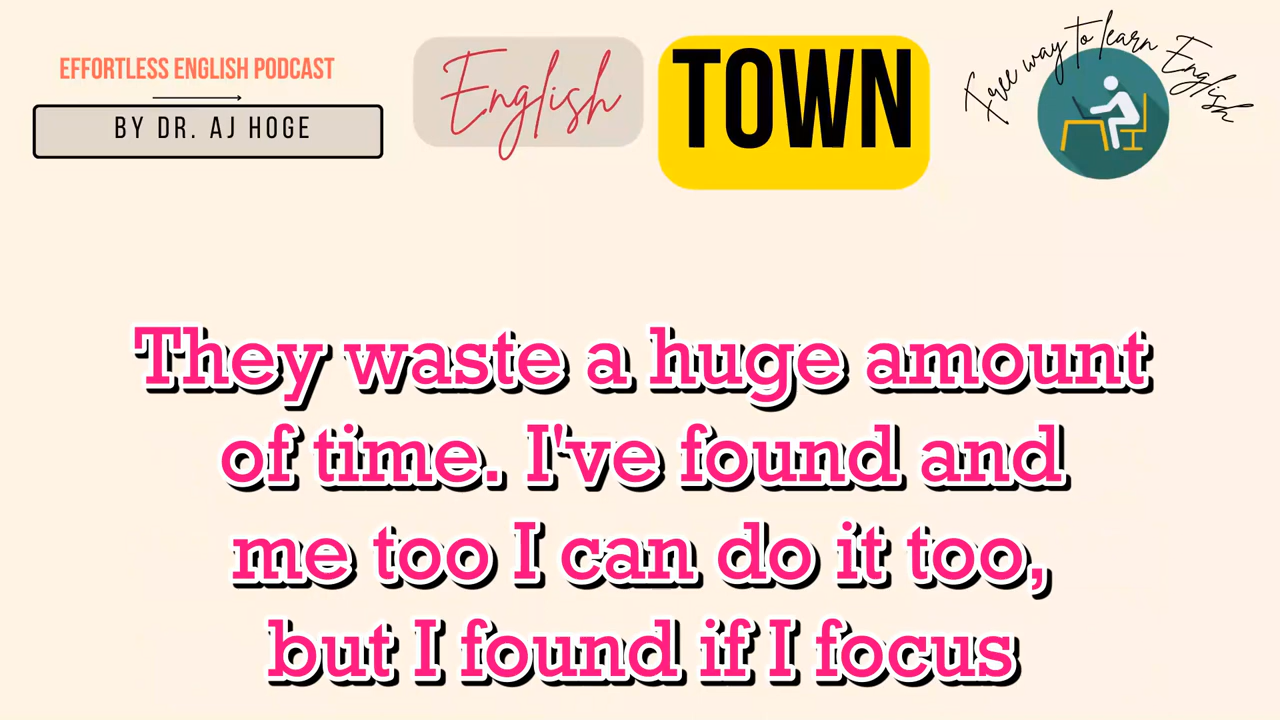 EFFORTLESS ENGLISH PODCAST
BY DR. AJ HOGE
English
TOWN
Free way to learn English
They waste a huge amount
of time. I've found and
me too I can do it too,
but I found if I focus